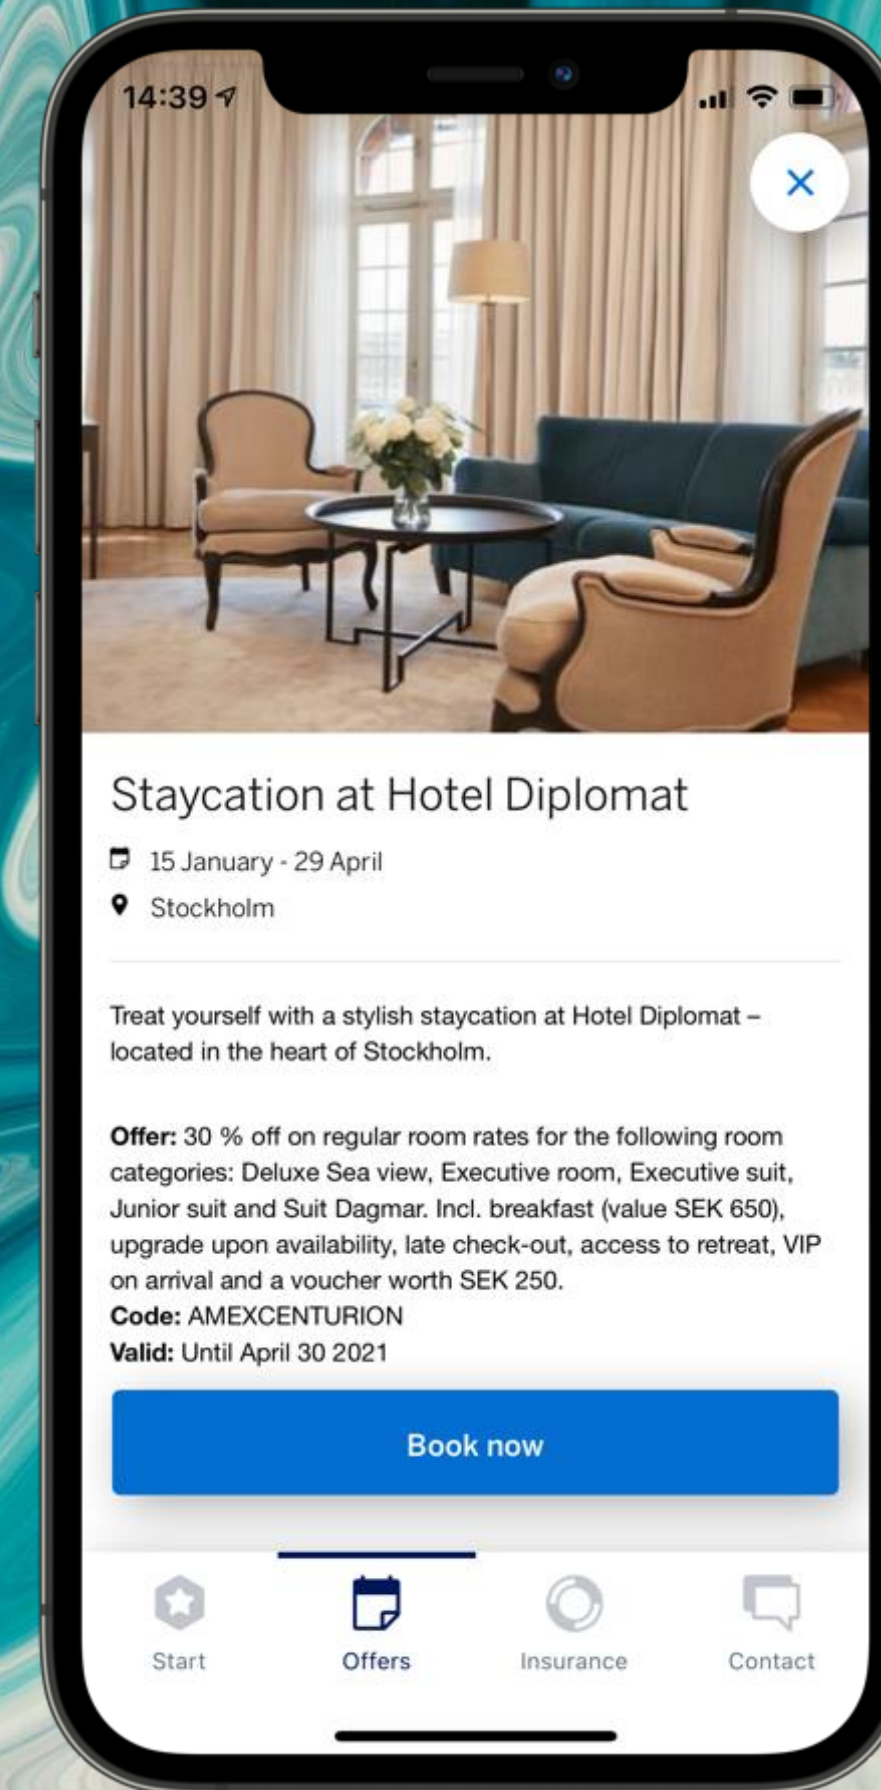 14:39
Staycation at Hotel Diplomat
15 January - 29 April
Stockholm
Treat yourself with a stylish staycation at Hotel Diplomat –
located in the heart of Stockholm.
Offer: 30 % off on regular room rates for the following room
categories: Deluxe Sea view, Executive room, Executive suit,
Junior suit and Suit Dagmar. Incl. breakfast (value SEK 650),
upgrade upon availability, late check-out, access to retreat, VIP
on arrival and a voucher worth SEK 250.
Code: AMEXCENTURION
Valid: Until April 30 2021
Book now
Start
Offers
Insurance
Contact